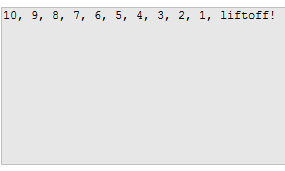 10, 9, 8, 7, 6, 5, 4, 3, 2, 1, liftoff!